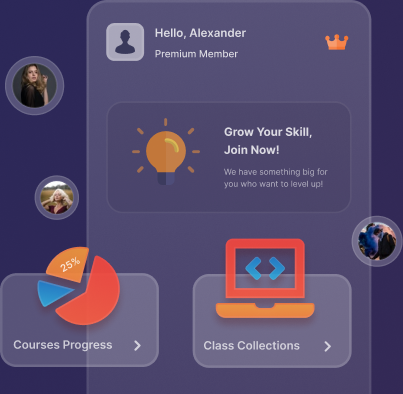 Hello, Alexander
Premium Member
Grow Your Skill,
Join Now!
We have something big for
you who want to level up!
25%
Courses Progress
Class Collections